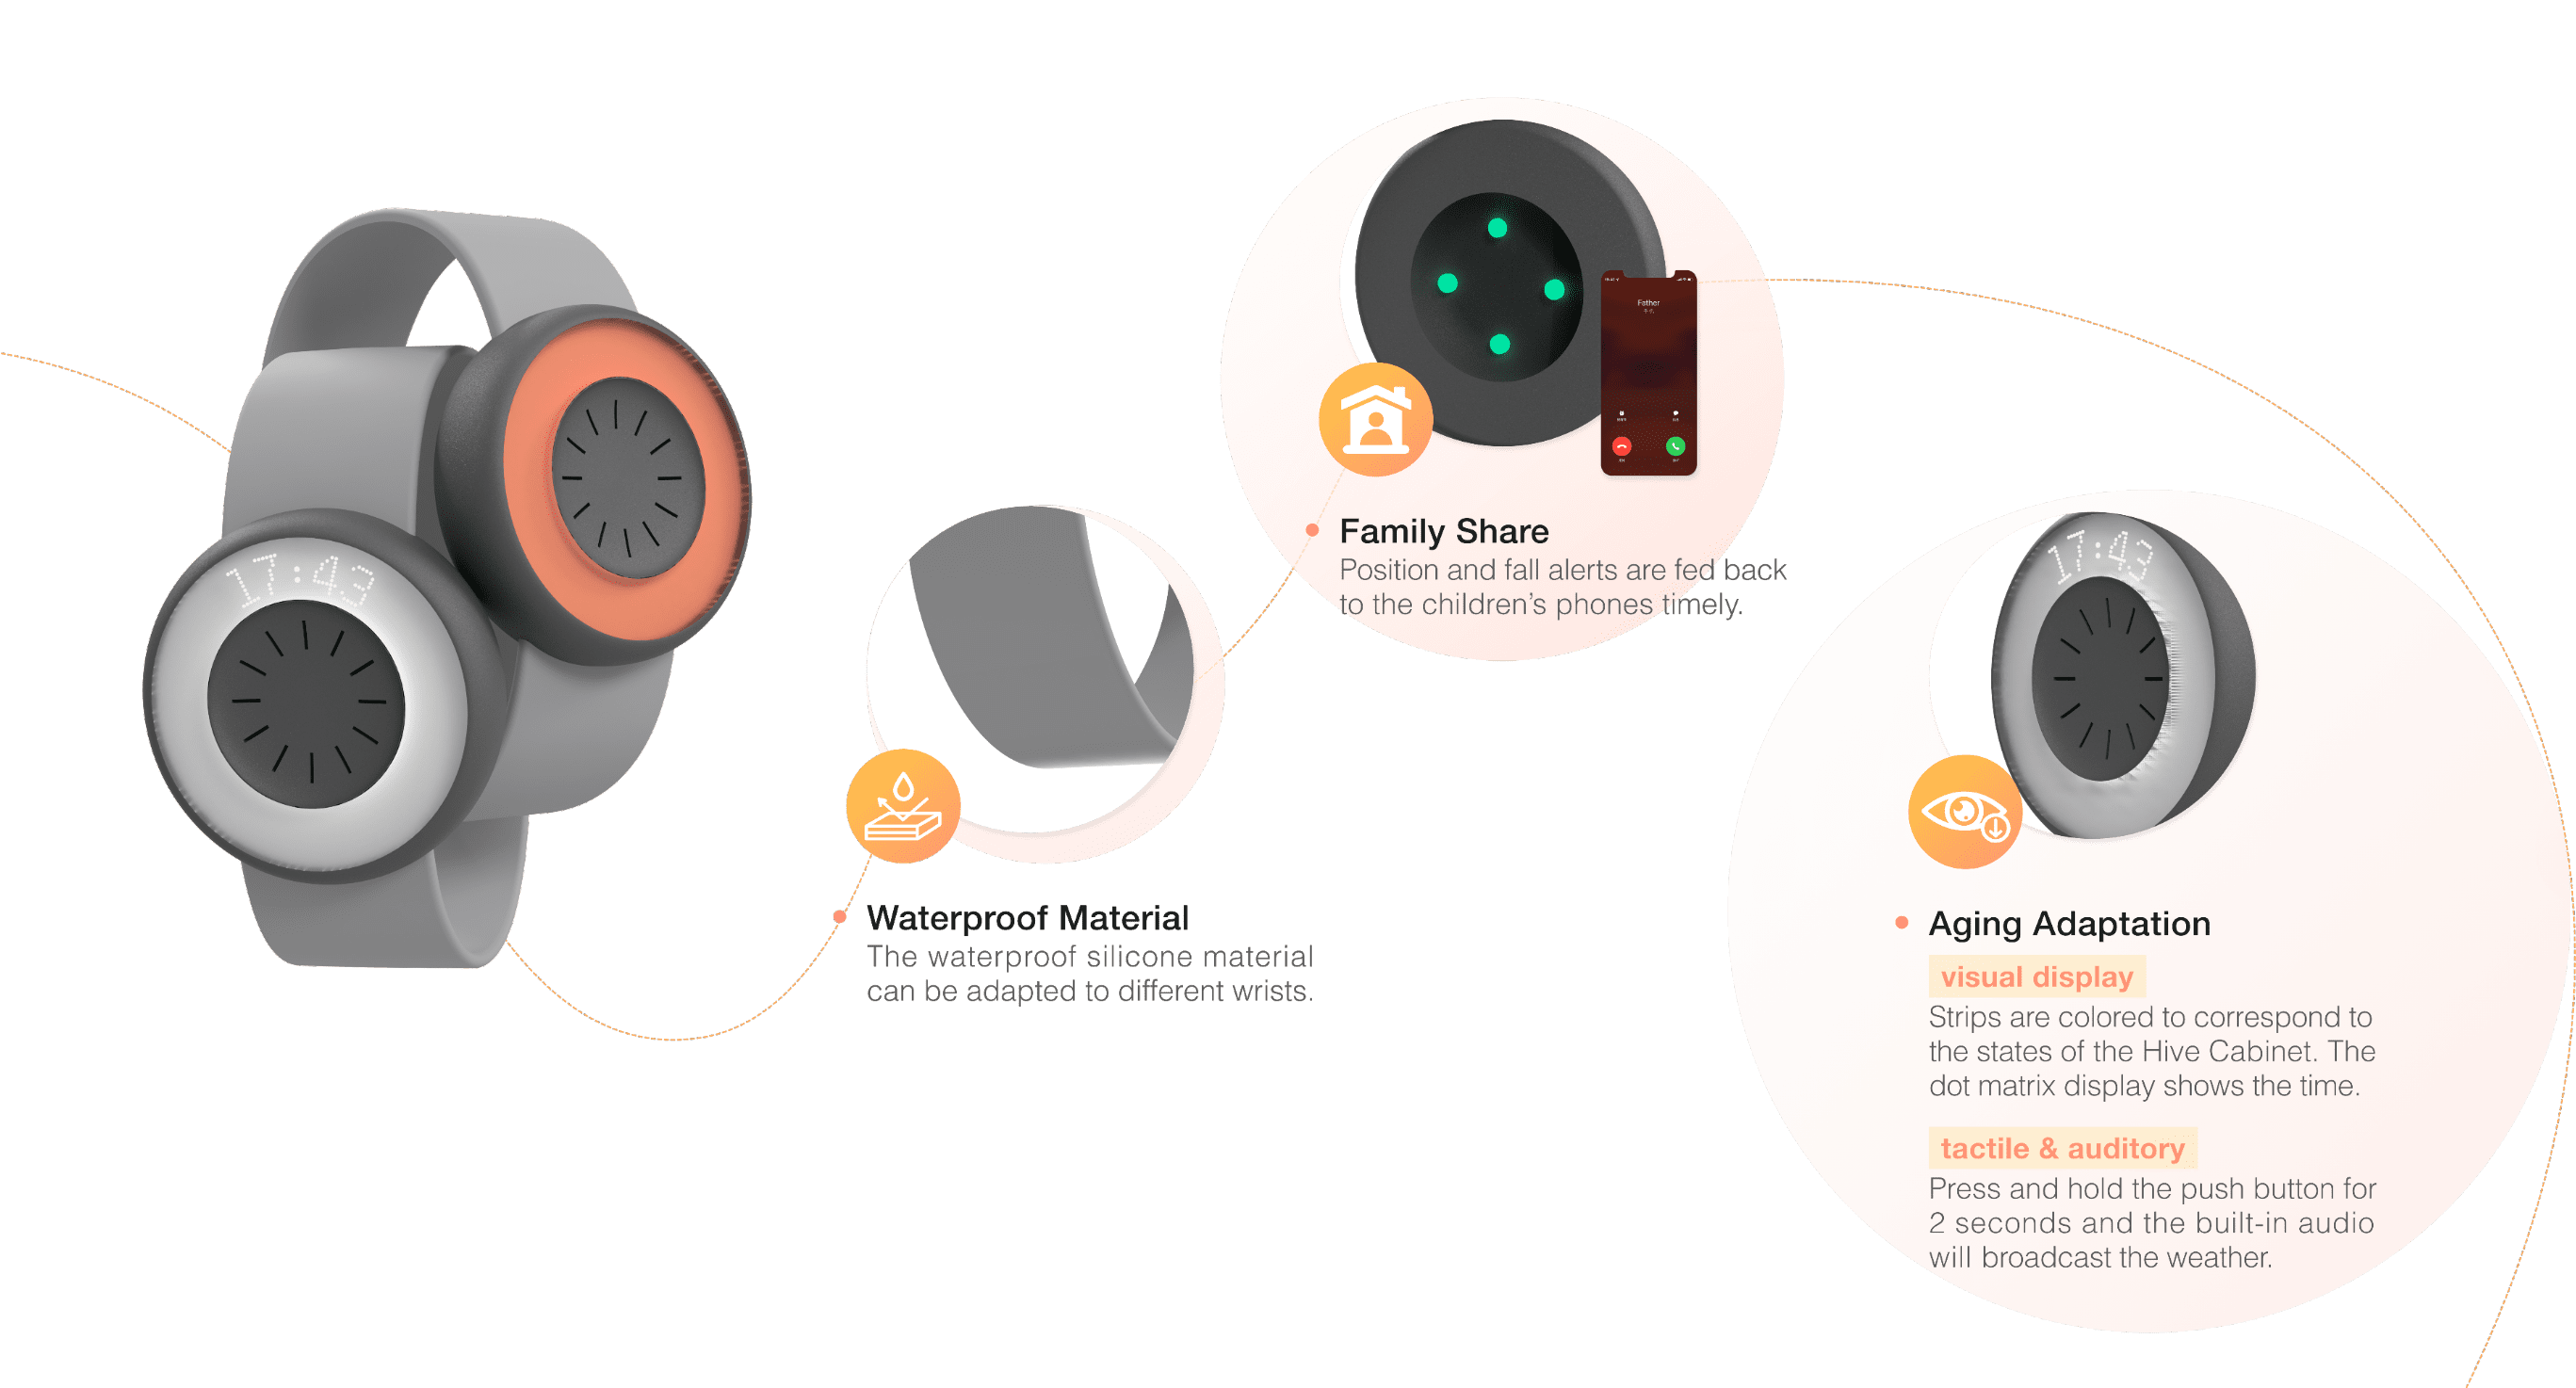 17:43
Father
Family Share
Position and fall alerts are fed back
to the children's phones timely.
17:43
Waterproof Material
The waterproof silicone material
can be adapted to different wrists.
Aging Adaptation
visual display
Strips are colored to correspond to
the states of the Hive Cabinet. The
dot matrix display shows the time.
tactile & auditory
Press and hold the push button for
2 seconds and the built-in audio
will broadcast the weather.